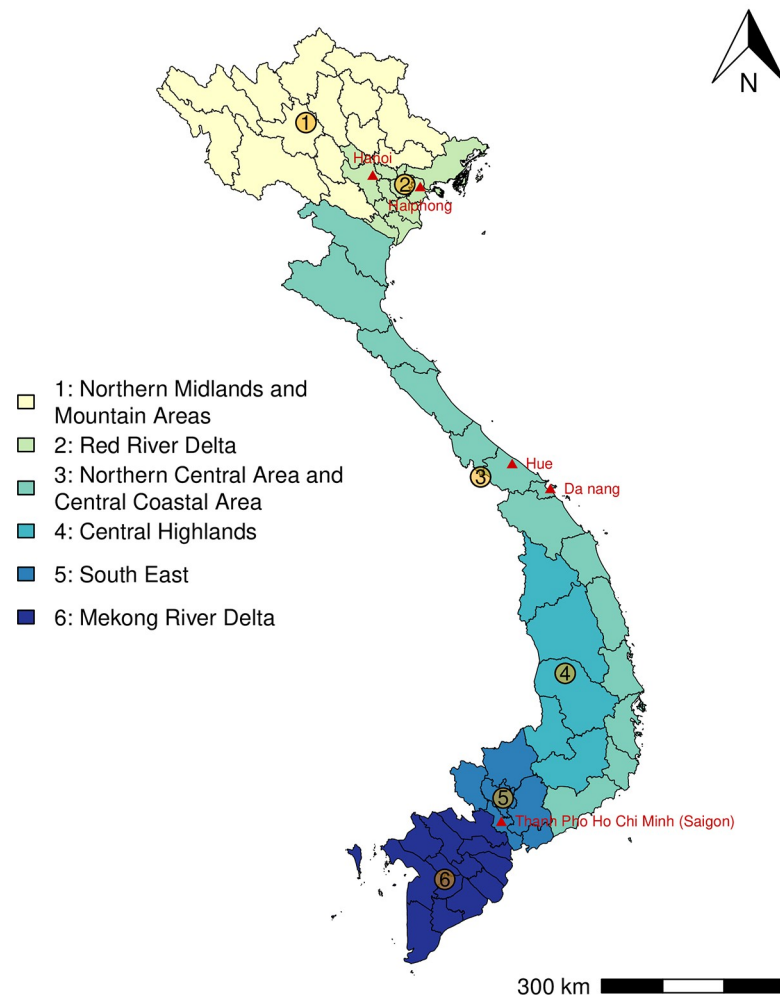 N
1
Hanoi
2
Haiphong
1: Northern Midlands and
Mountain Areas
2: Red River Delta
3: Northern Central Area and
Central Coastal Area
4: Central Highlands
5: South East
6: Mekong River Delta
Hue
3
Da nang
4
5
Thanh Pho Ho Chi Minh (Saigon)
6
300 km